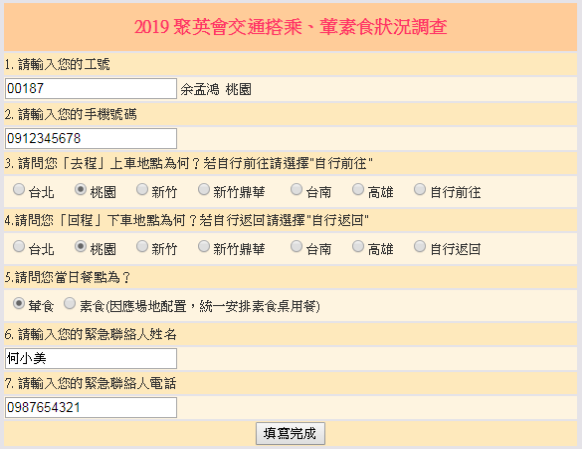 2019 聚英會交通搭乘、葷素食狀況調查
1. 請輸入您的工號
00187 余孟鴻 桃園
2. 請輸入您的手機號碼
0912345678
3. 請問您「去程」上車地點為何？若自行前往請選擇"自行前往"
台北 桃園 新竹 新竹鼎華 台南 高雄 自行前往
4.請問您「回程」下車地點為何？若自行返回請選擇"自行返回"
台北 桃園 新竹 新竹鼎華 台南 高雄 自行返回
5.請問您當日餐點為？
葷食 素食(因應場地配置，統一安排素食桌用餐)
6. 請輸入您的緊急聯絡人姓名
何小美
7. 請輸入您的緊急聯絡人電話
0987654321
填寫完成